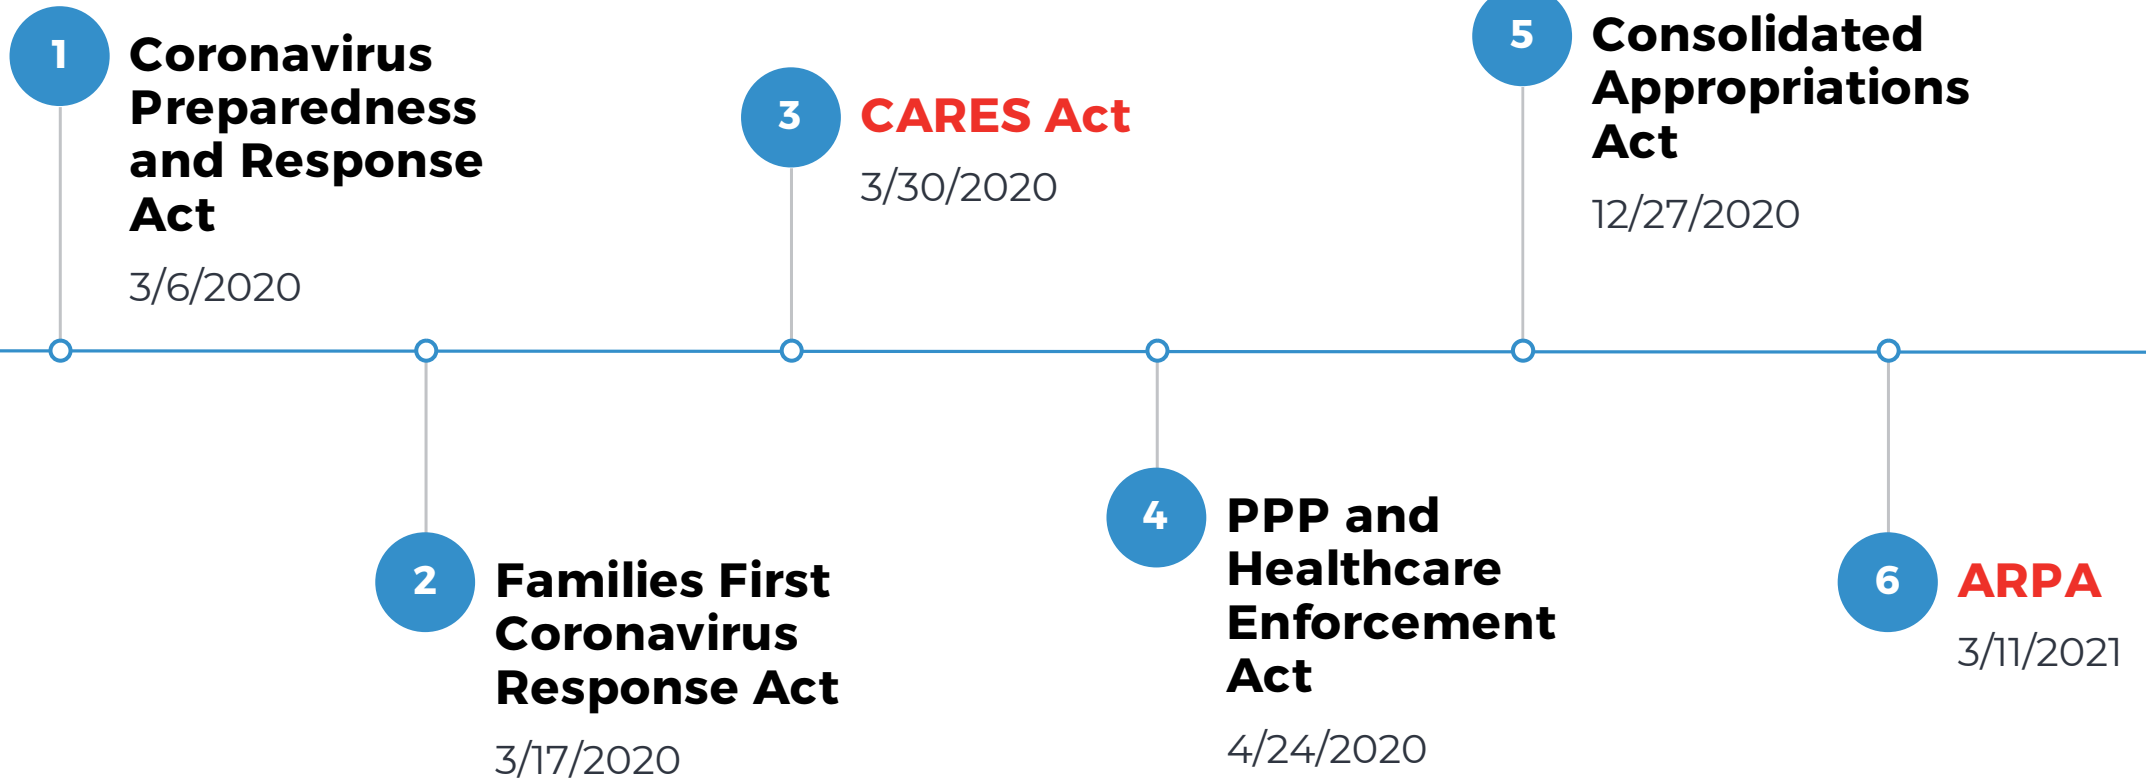 1
Coronavirus
Preparedness
and Response
Act
3/6/2020
2
Families First
Coronavirus
Response Act
3/17/2020
3
CARES Act
3/30/2020
4
PPP and
Healthcare
Enforcement
Act
4/24/2020
5
Consolidated
Appropriations
Act
12/27/2020
6
ARPA
3/11/2021